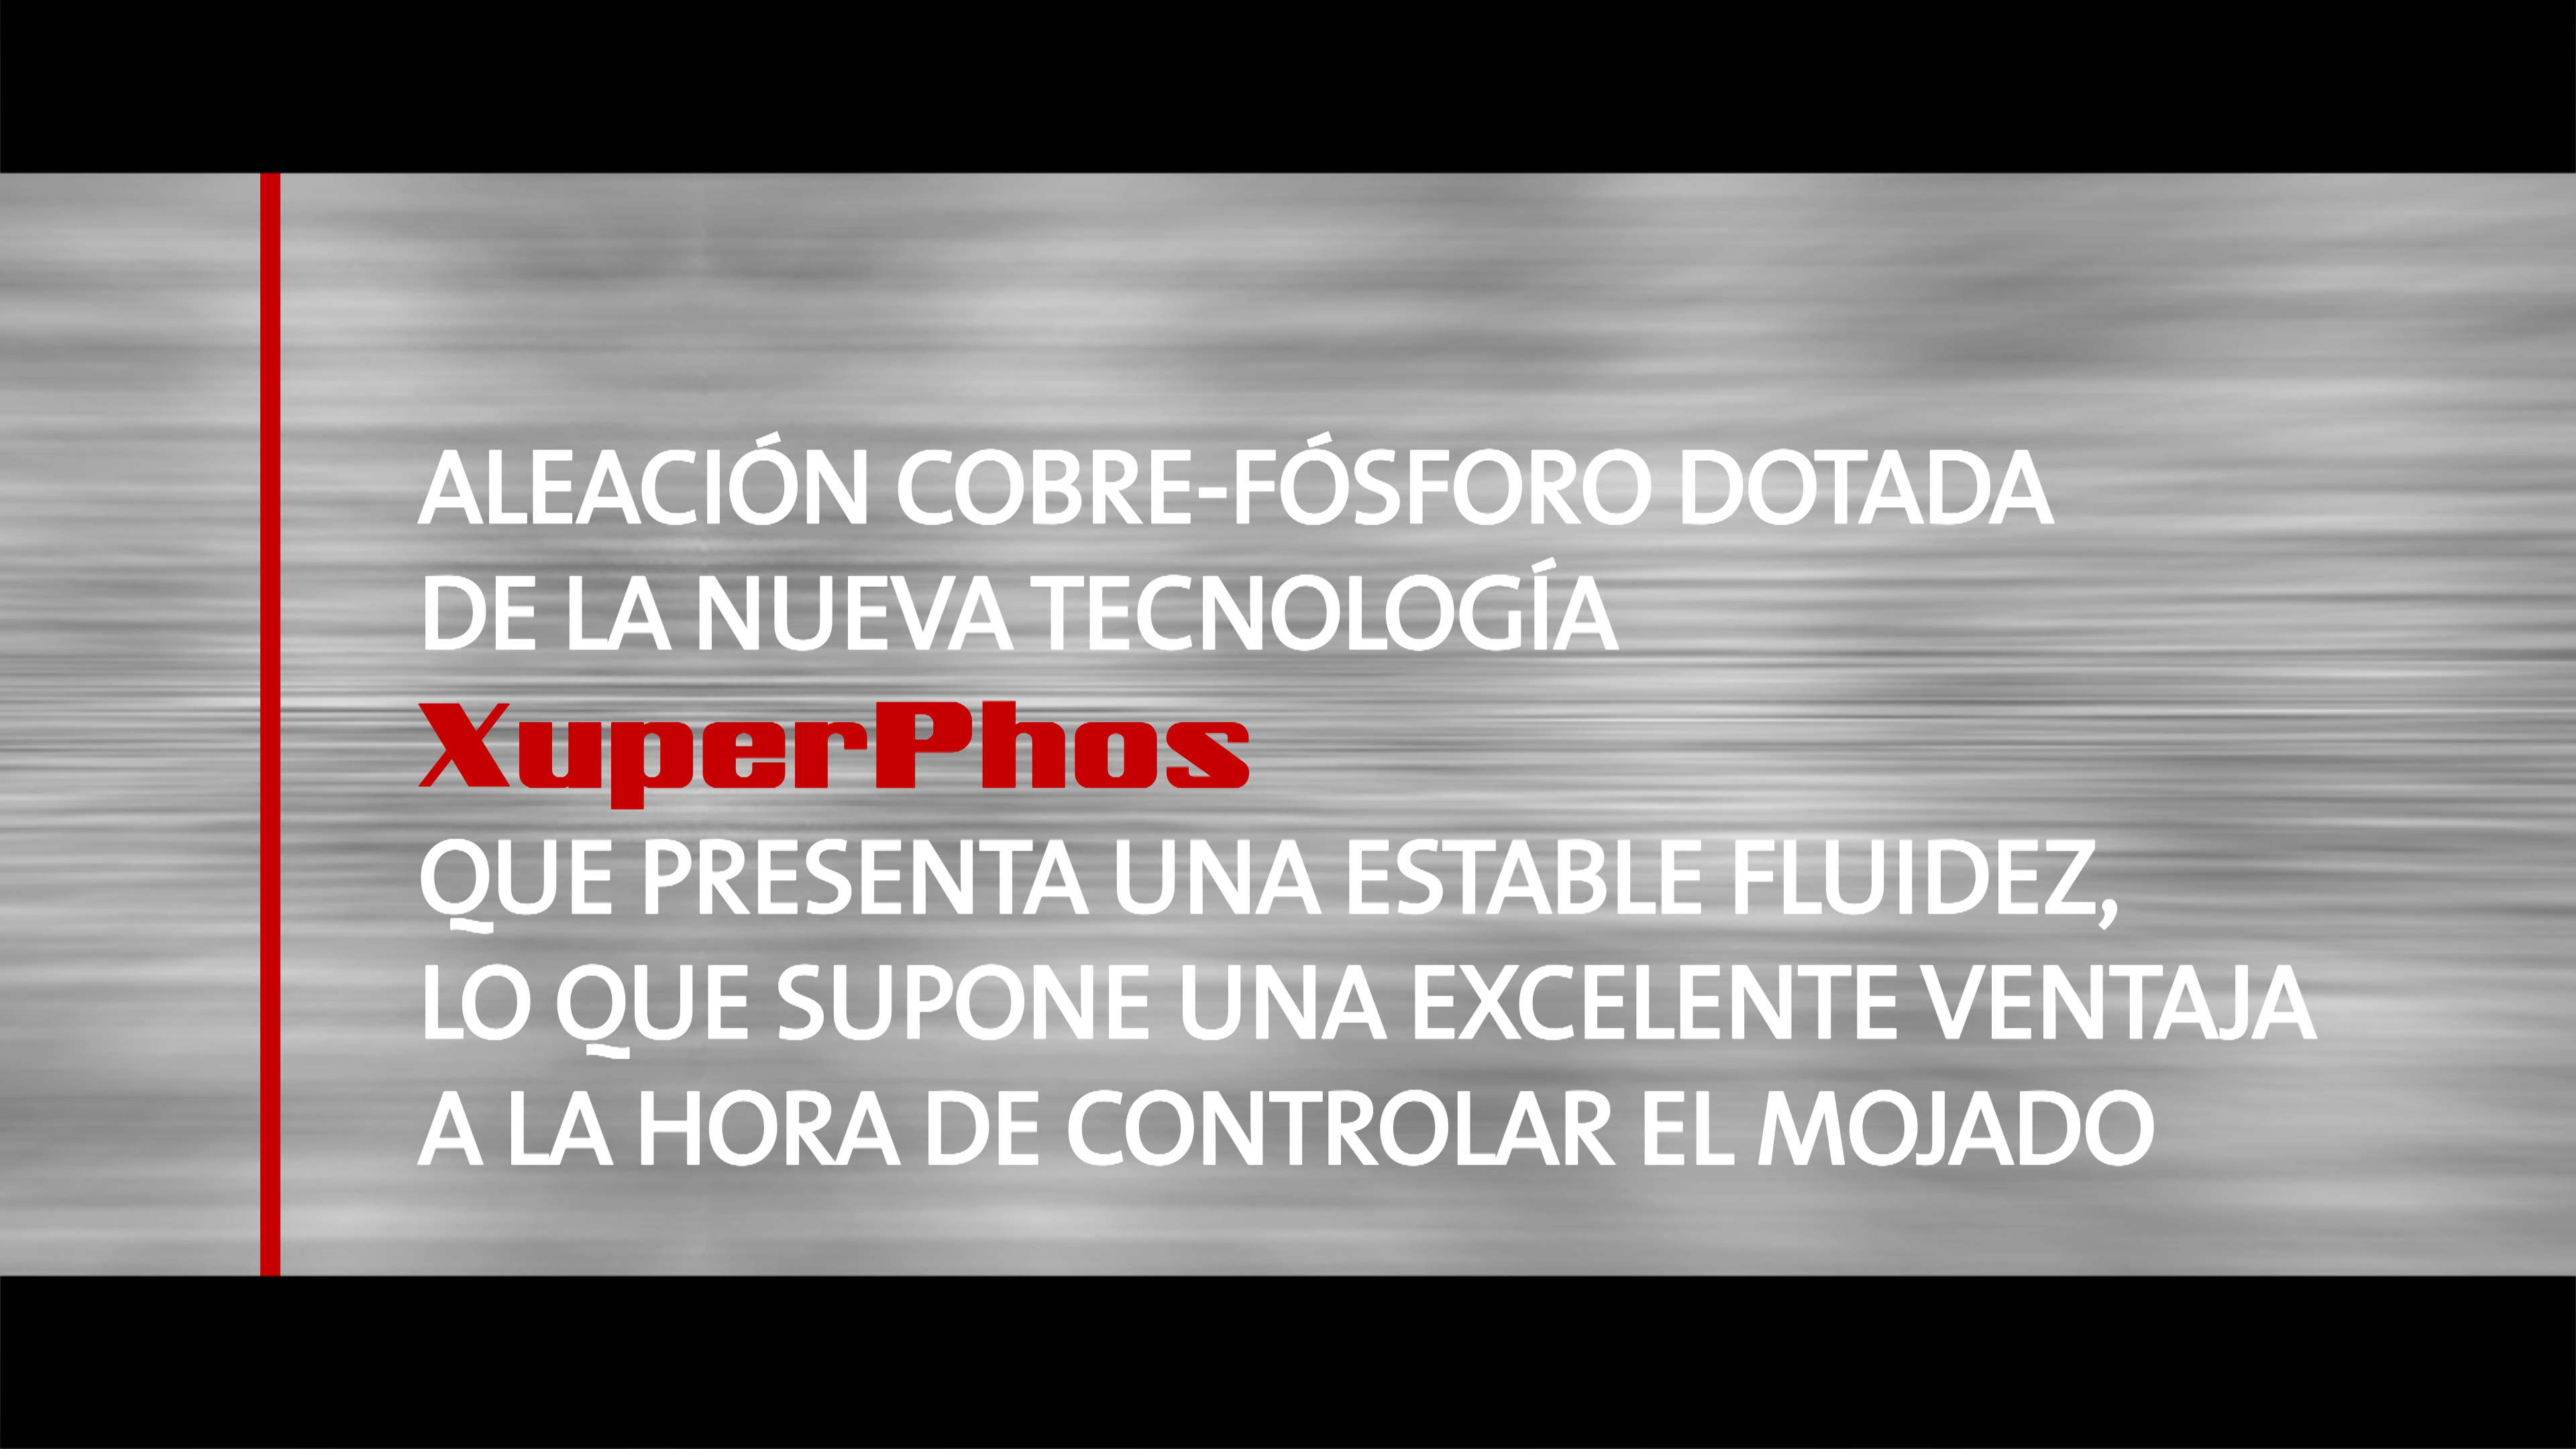 ALEACIÓN COBRE-FÓSFORO DOTADA
DE LA NUEVA TECNOLOGÍA
XuperPhos
QUE PRESENTA UNA ESTABLE FLUIDEZ,
LO QUE SUPONE UNA EXCELENTE VENTAJA
A LA HORA DE CONTROLAR EL MOJADO